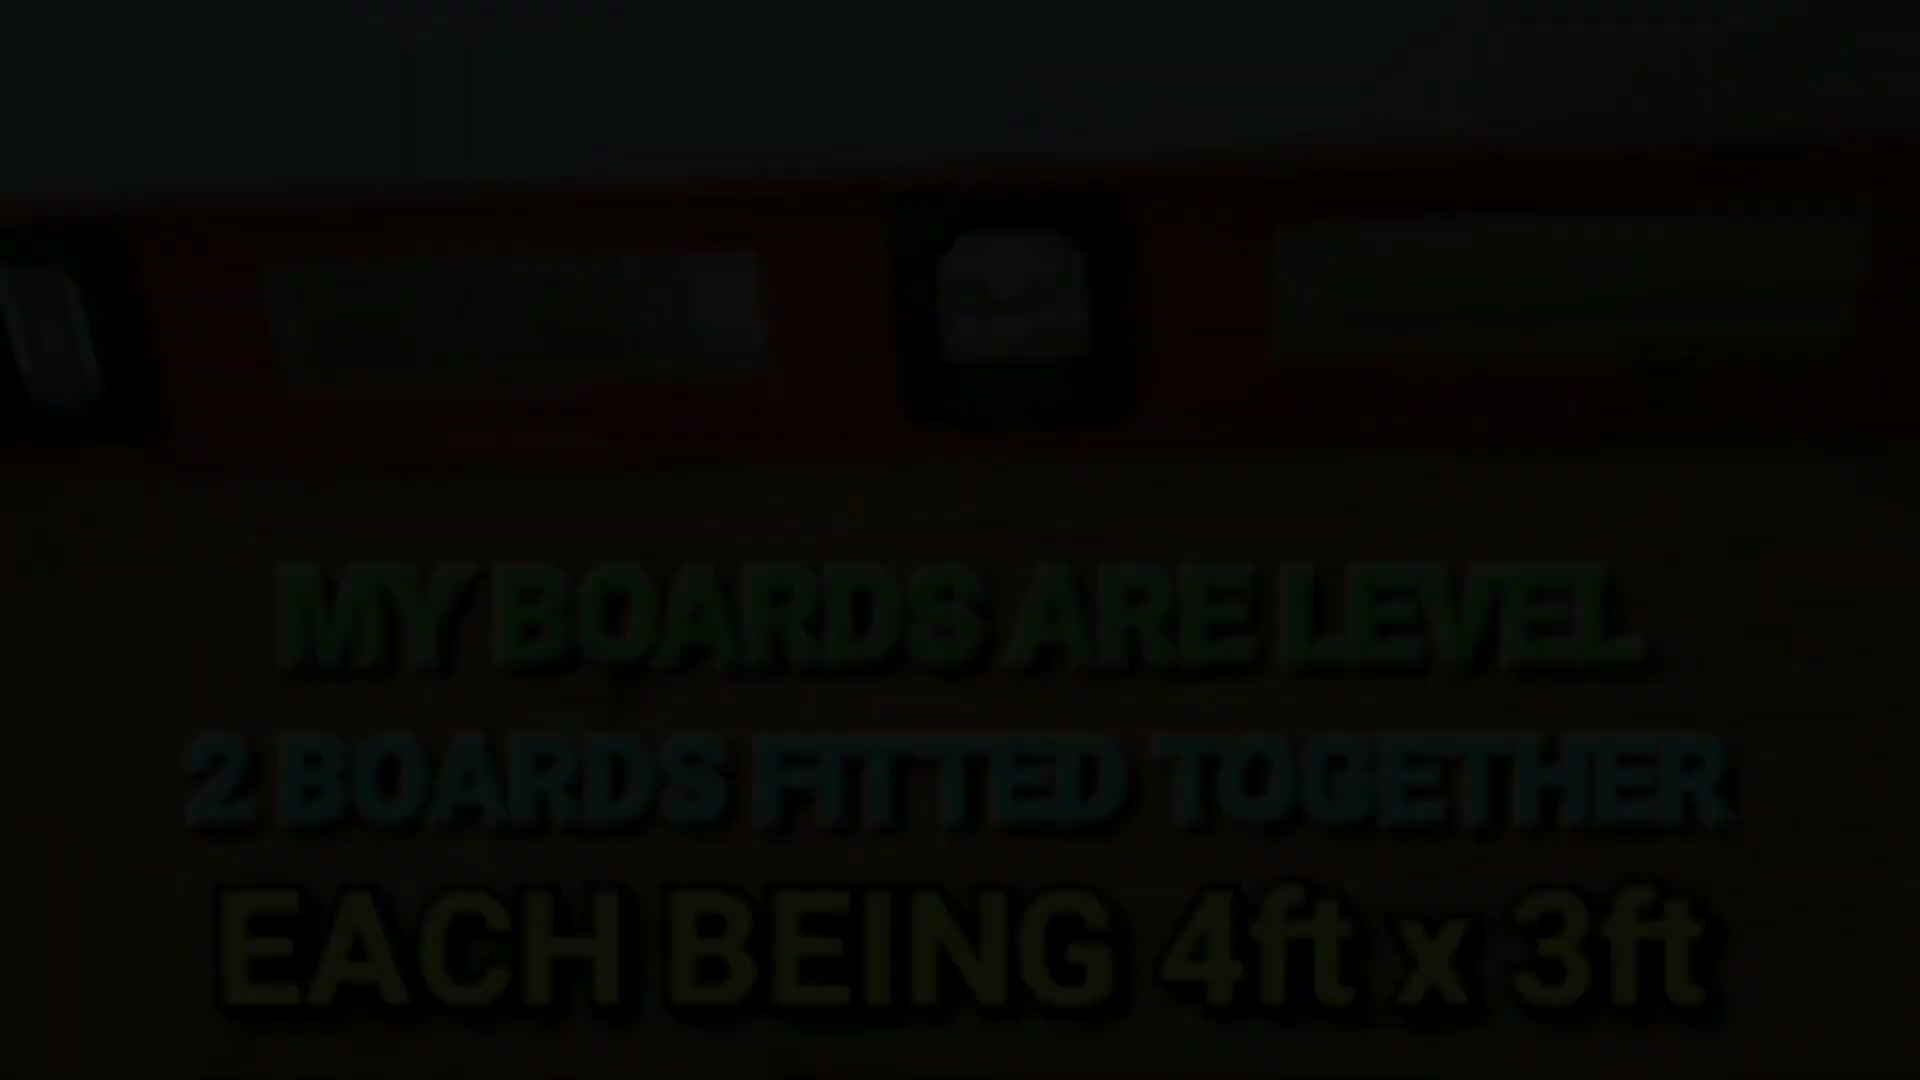 MY BOARDS ARE LEVEL
2 BOARDS FITTED TOGETHER
EACH BEING 4ft x 3ft